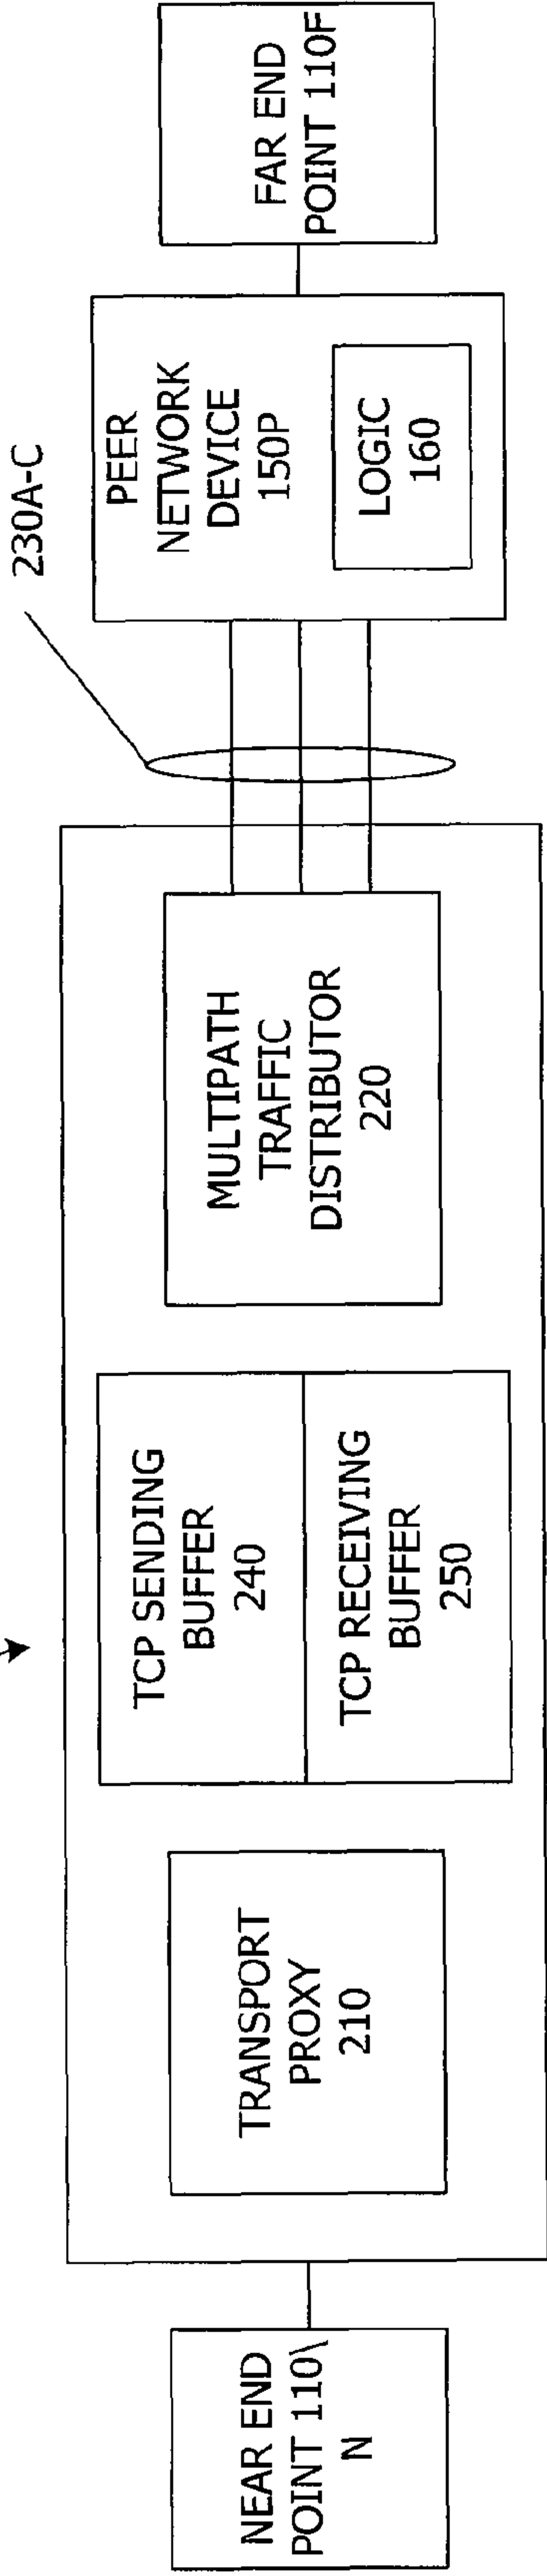 NEAR END
POINT 110\
N
TRANSPORT
PROXY
210
TCP SENDING
BUFFER
240
TCP RECEIVING
BUFFER
250
MULTIPATH
TRAFFIC
DISTRIBUTOR
220
230A-C
PEER
NETWORK
DEVICE
150P
LOGIC
160
FAR END
POINT 110F